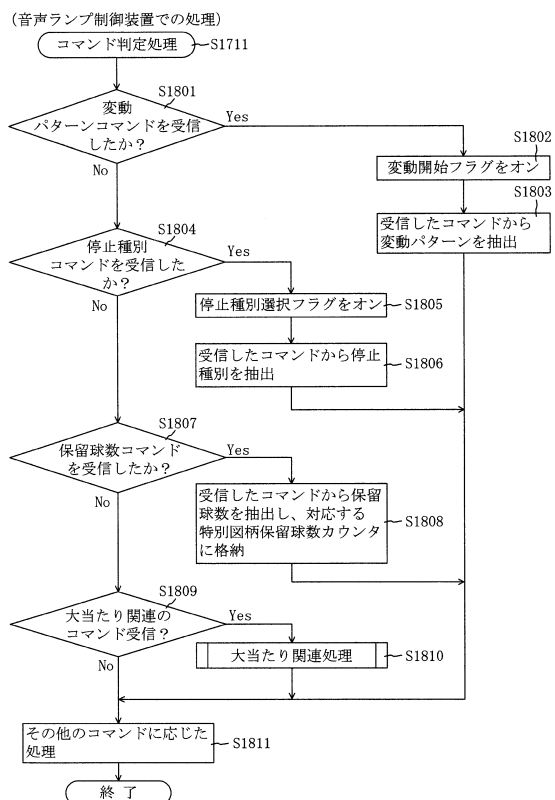 (音声ランプ制御装置での処理)
コマンド判定処理
S1711
S1801
変動
パターンコマンドを受信
したか？
Yes
No
S1802
変動開始フラグをオン
S1803
受信したコマンドから
変動パターンを抽出
S1804
停止種別
コマンドを受信した
か？
Yes
No
停止種別選択フラグをオン
S1805
受信したコマンドから停止
種別を抽出
S1806
S1807
保留球数コマンド
を受信したか？
Yes
No
受信したコマンドから保留
球数を抽出し、対応する
特別図柄保留球数カウンタ
に格納
S1808
S1809
大当たり関連の
コマンド受信？
Yes
No
大当たり関連処理
S1810
その他のコマンドに応じた
処理
S1811
終了